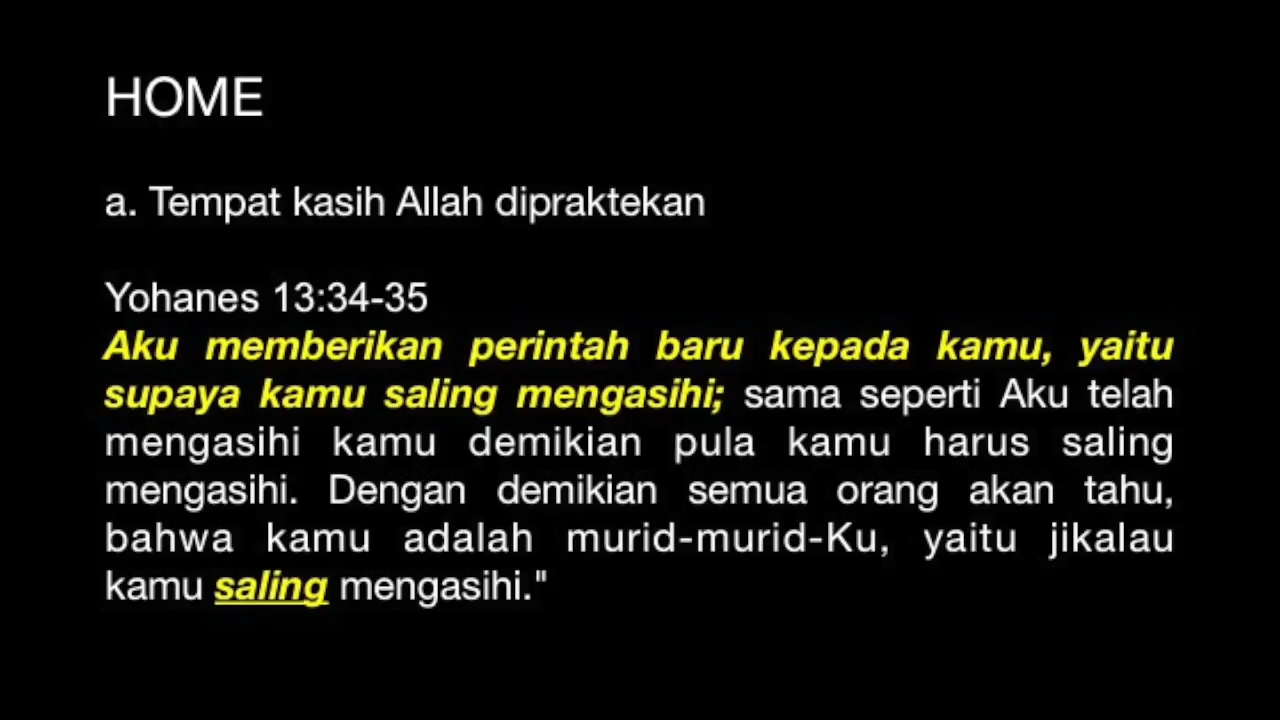 HOME
a. Tempat kasih Allah dipraktekan
Yohanes 13:34-35
Aku memberikan perintah baru kepada kamu, yaitu
supaya kamu saling mengasihi; sama seperti Aku telah
mengasihi kamu demikian pula kamu harus saling
mengasihi. Dengan demikian semua orang akan tahu,
bahwa kamu adalah murid-murid-Ku, yaitu jikalau
kamu saling mengasihi."